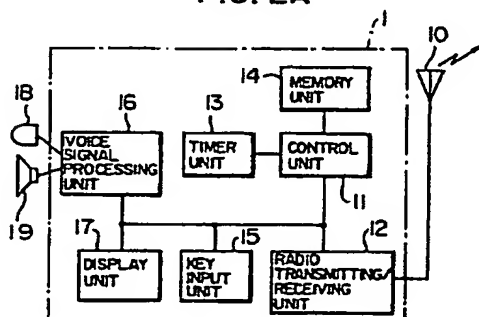 FIG. 2A
1
10
14
MEMORY
UNIT
18
16
13
VOICE
SIGNAL
PROCESSING
UNIT
TIMER
UNIT
CONTROL
UNIT
19
11
17
15
12
DISPLAY
UNIT
KEY
INPUT
UNIT
RADIO
TRANSMITTING/
RECEIVING
UNIT